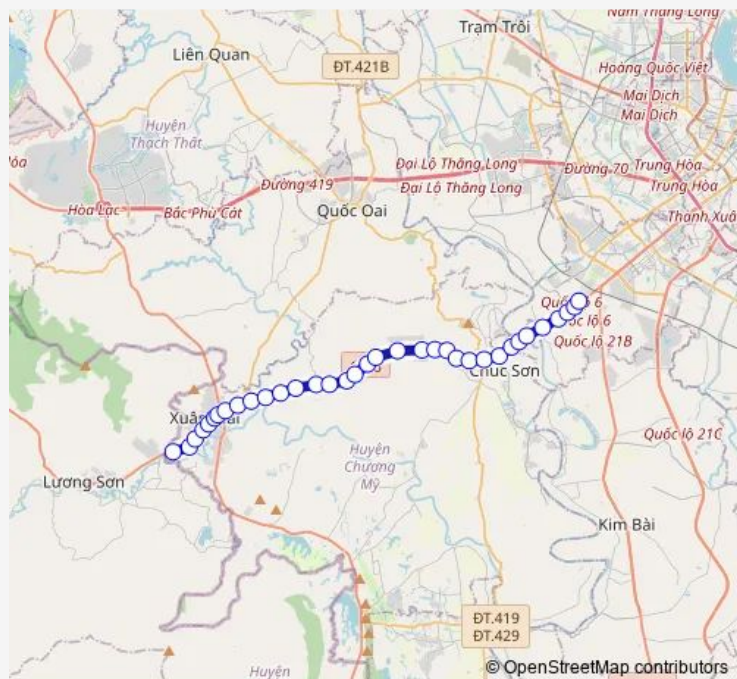 Nam Thăng Long
Trạm Trôi
Liên Quan
ĐT.421B
Hoàng Quốc Việt
Mai Dịch
Mai Dịch
Huyện
Thạch Thất
Đại Lộ Thăng Long
Đường 70
Trung Hòa
Đường 419
Đại Lộ Thăng Long
Trung Hòa
Hòa Lạc
Bắc Phú Cát
Quốc Oai
Thanh Xuân
Quốc lộ 6
Quốc lộ 6
Quốc lộ 21B
Chúc Sơn
Xuân Mai
Quốc lộ 21C
Huyện
Chương
Mỹ
Lương Sơn
Kim Bài
ĐT.419
ĐT.429
Huyện
© OpenStreetMap contributors